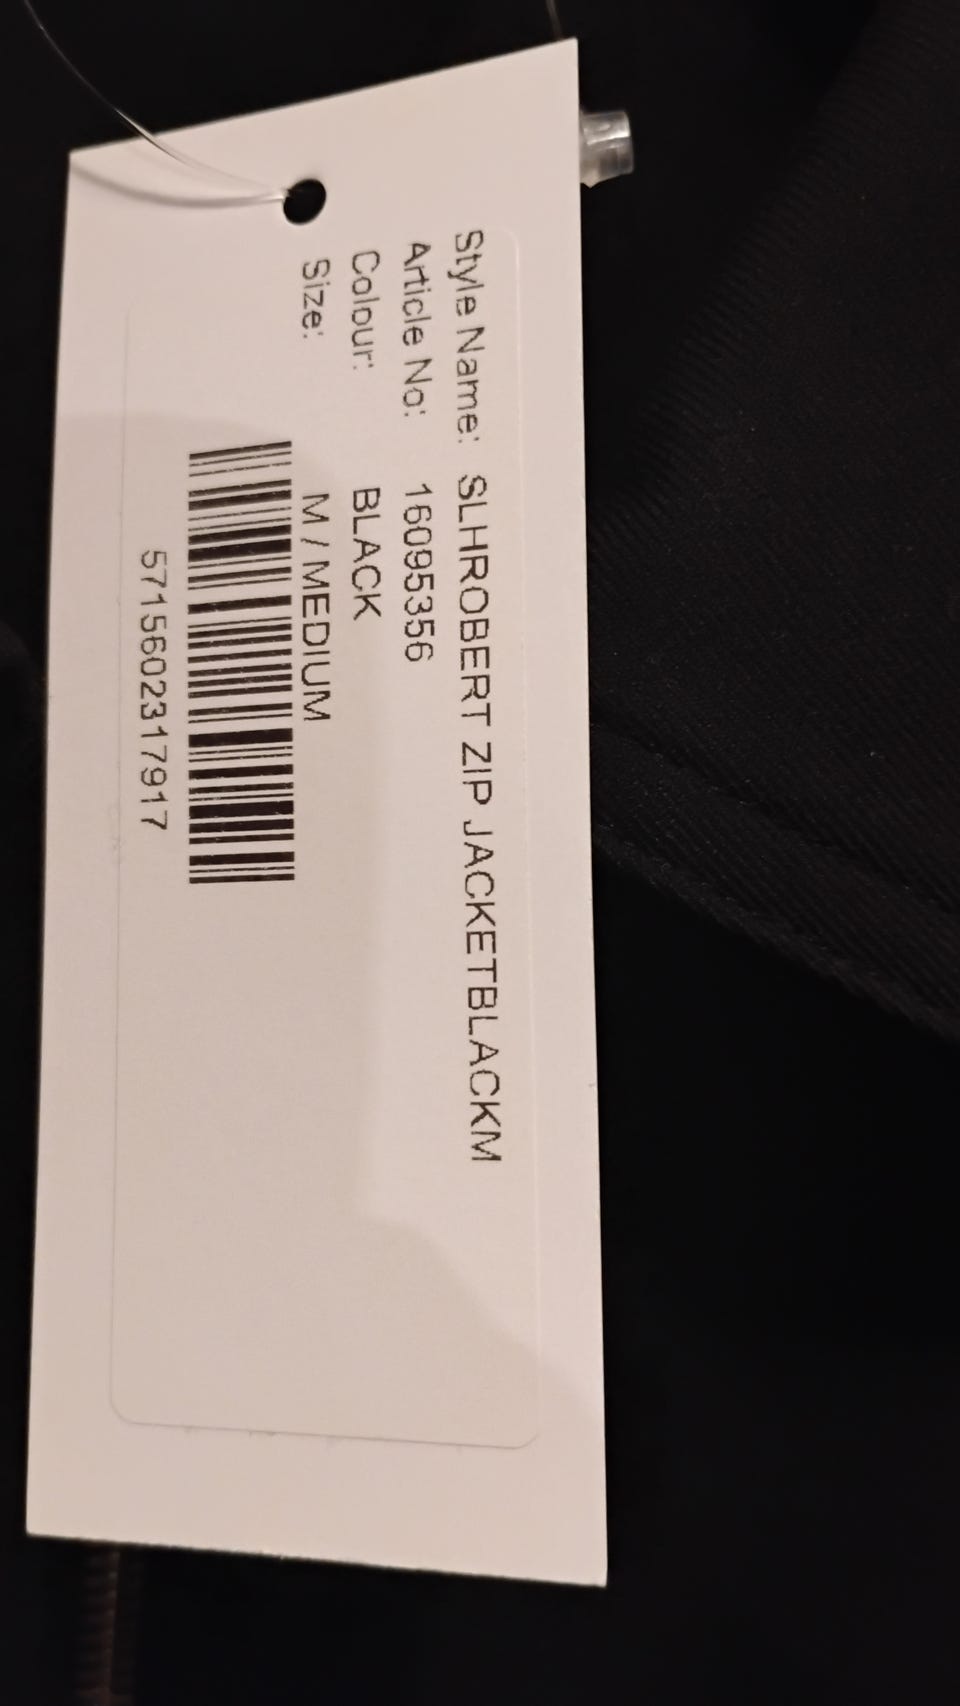 Style Name: SLHROBERT ZIP JACKETBLACKM
Article No: 16095356
Colour: BLACK
Size: M / MEDIUM
5715602317917